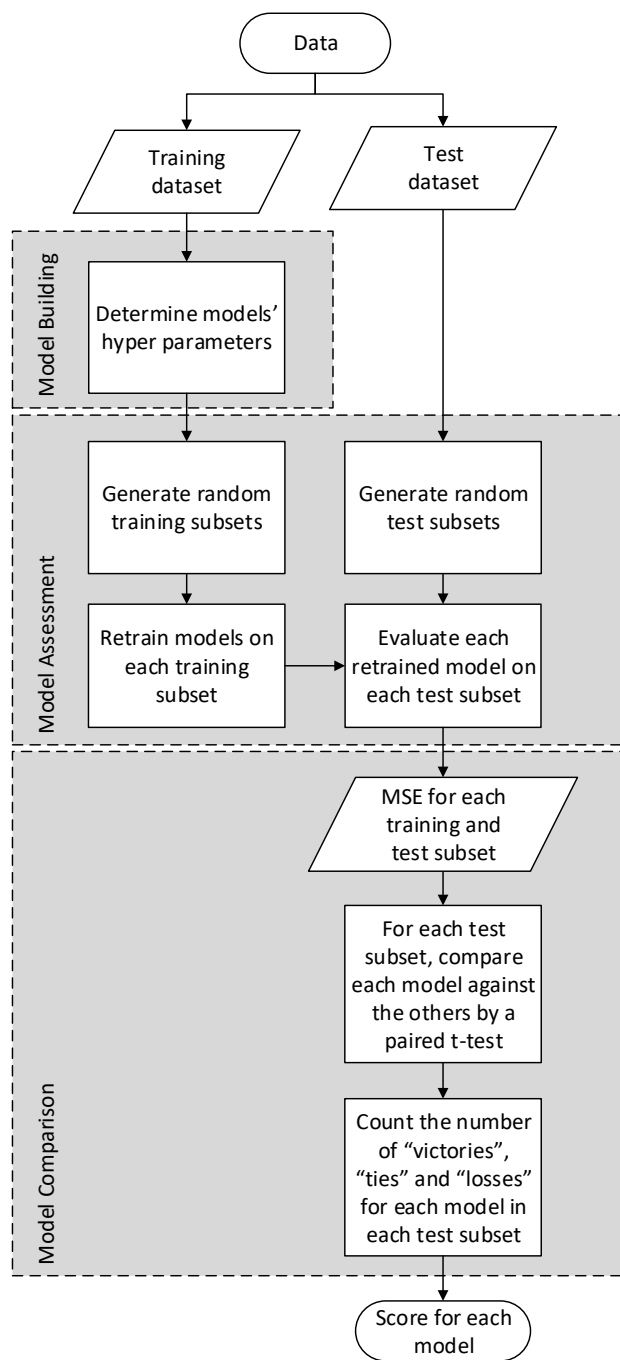 Data
Training
dataset
Test
dataset
Model Building
Determine models’
hyper parameters
Model Assessment
Generate random
training subsets
Generate random
test subsets
Retrain models on
each training
subset
Evaluate each
retrained model on
each test subset
Model Comparison
MSE for each
training and
test subset
For each test
subset, compare
each model against
the others by a
paired t-test
Count the number
of “victories”,
“ties” and “losses”
for each model in
each test subset
Score for each
model